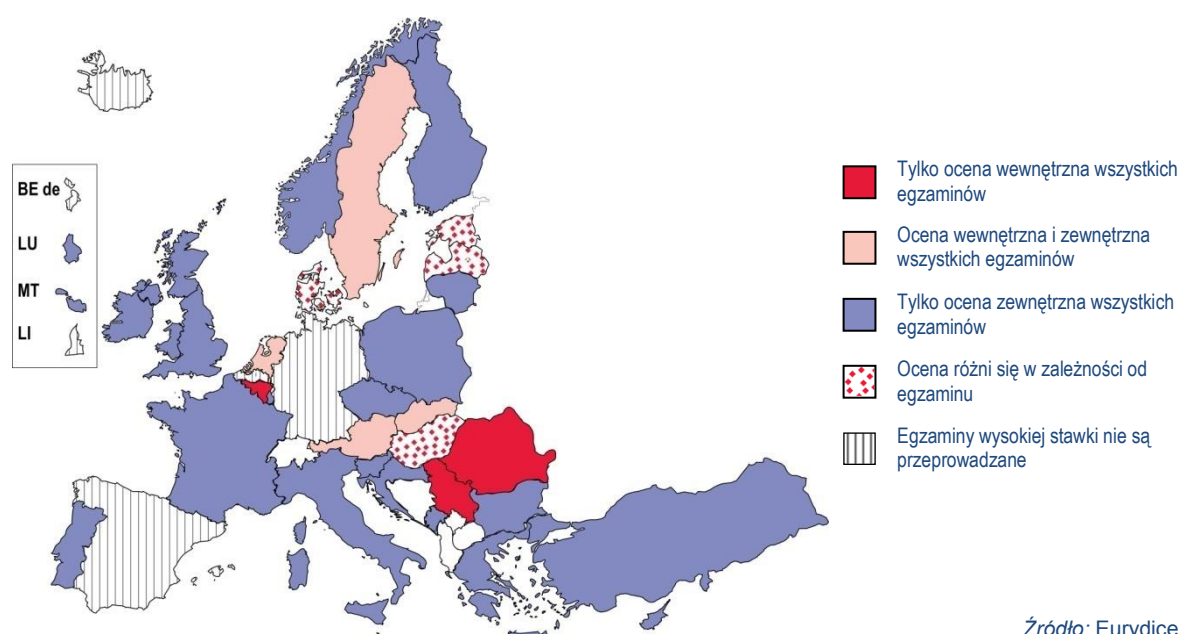 BE de
LU
MT
LI
Tylko ocena wewnętrzna wszystkich
egzaminów
Ocena wewnętrzna i zewnętrzna
wszystkich egzaminów
Tylko ocena zewnętrzna wszystkich
egzaminów
Ocena różni się w zależności od
egzaminu
Egzaminy wysokiej stawki nie są
przeprowadzane
Źródło: Eurydice